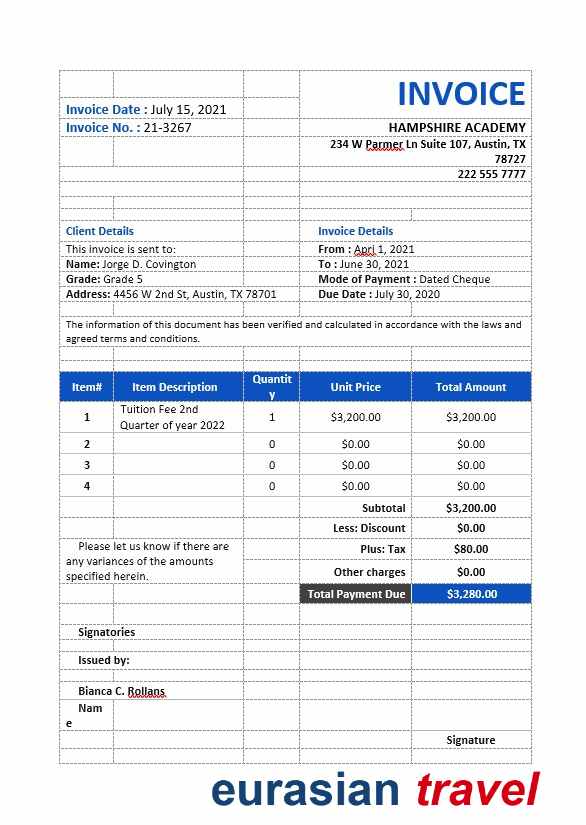 INVOICE
Invoice Date : July 15, 2021
Invoice No. : 21-3267
HAMPSHIRE ACADEMY
234 W Parmer Ln Suite 107, Austin, TX
78727
222 555 7777
Client Details
Invoice Details
This invoice is sent to:
From : Apri 1, 2021
Name: Jorge D. Covington
To : June 30, 2021
Grade: Grade 5
Mode of Payment : Dated Cheque
Address: 4456 W 2nd St, Austin, TX 78701
Due Date : July 30, 2020
The information of this document has been verified and calculated in accordance with the laws and
agreed terms and conditions.
Item# Item Description Quantit
y Unit Price Total Amount
1 Tuition Fee 2nd
Quarter of year 2022 1 $3,200.00 $3,200.00
2 0 $0.00 $0.00
3 0 $0.00 $0.00
4 0 $0.00 $0.00
Subtotal $3,200.00
Less: Discount $0.00
Please let us know if there are
any variances of the amounts
specified herein.
Plus: Tax $80.00
Other charges $0.00
Total Payment Due $3,280.00
Signatories
Issued by:
Bianca C. Rollans
Nam
e
Signature
eurasian travel